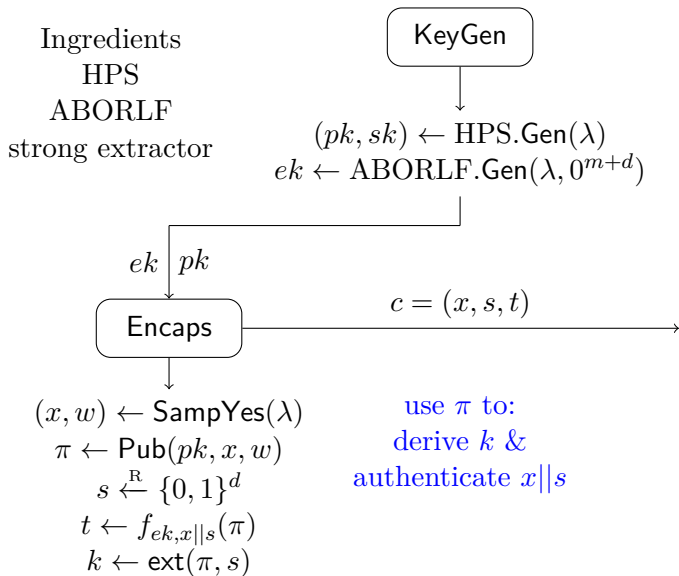 Ingredients
HPS
ABORLF
strong extractor
KeyGen
(pk, sk) ← HPS.Gen(λ)
ek ← ABORLF.Gen(λ, 0^{m+d})
ek pk
Encaps
c = (x, s, t)
(x, w) ← SampYes(λ)
π ← Pub(pk, x, w)
s \xleftarrow{R} {0, 1}^d
t ← f_{ek,x||s}(π)
k ← ext(π, s)
use π to:
derive k &
authenticate x||s